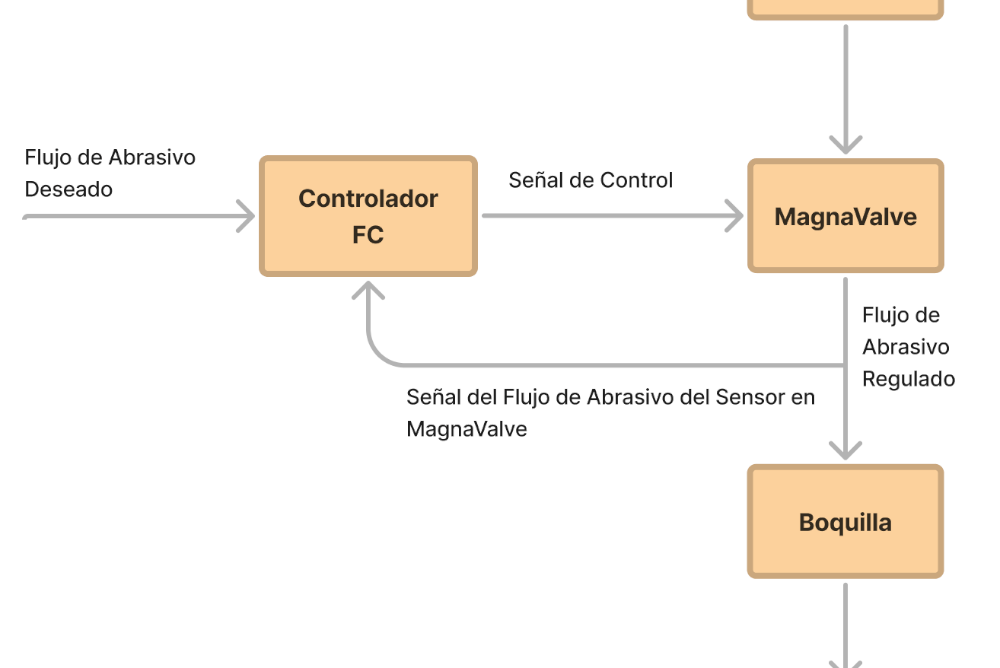 Flujo de Abrasivo
Deseado
Controlador
FC
Señal de Control
MagnaValve
Flujo de
Abrasivo
Regulado
Señal del Flujo de Abrasivo del Sensor en
MagnaValve
Boquilla